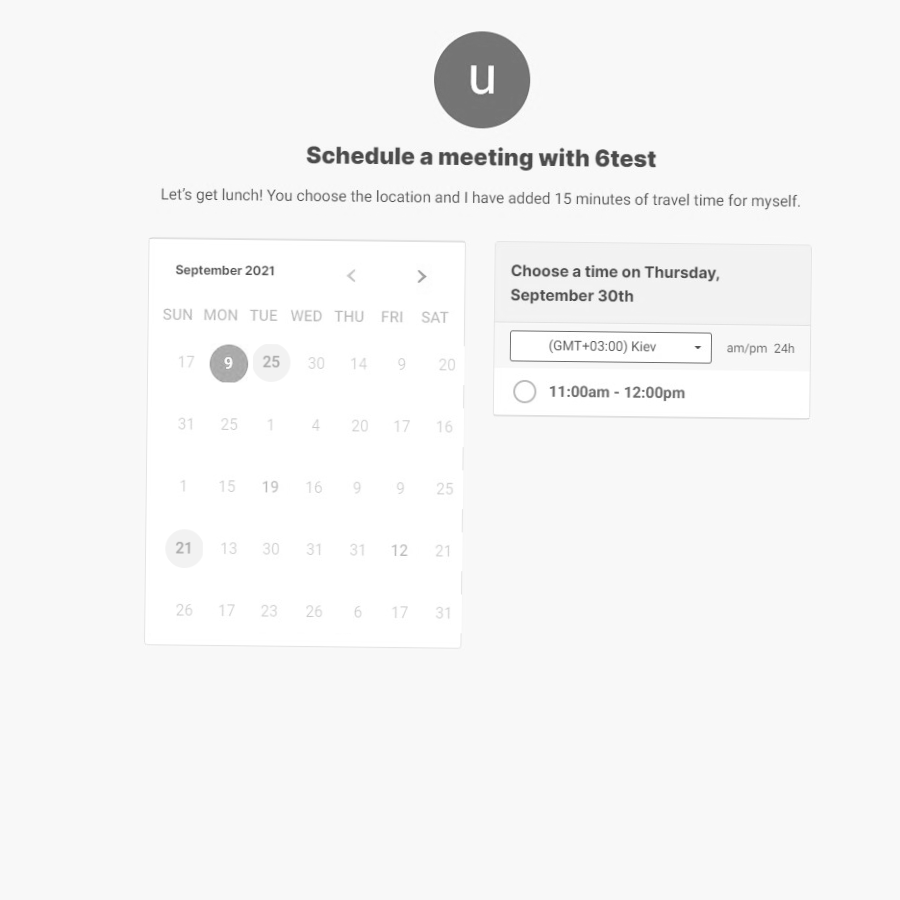 u
Schedule a meeting with 6test
Let's get lunch! You choose the location and I have added 15 minutes of travel time for myself.
September 2021
SUN MON TUE WED THU FRI SAT
17 9 25 30 14 9 20
31 25 1 4 20 17 16
1 15 19 16 9 9 25
21 13 30 31 31 12 21
26 17 23 26 6 17 31
Choose a time on Thursday,
September 30th
(GMT+03:00) Kiev am/pm 24h
11:00am - 12:00pm